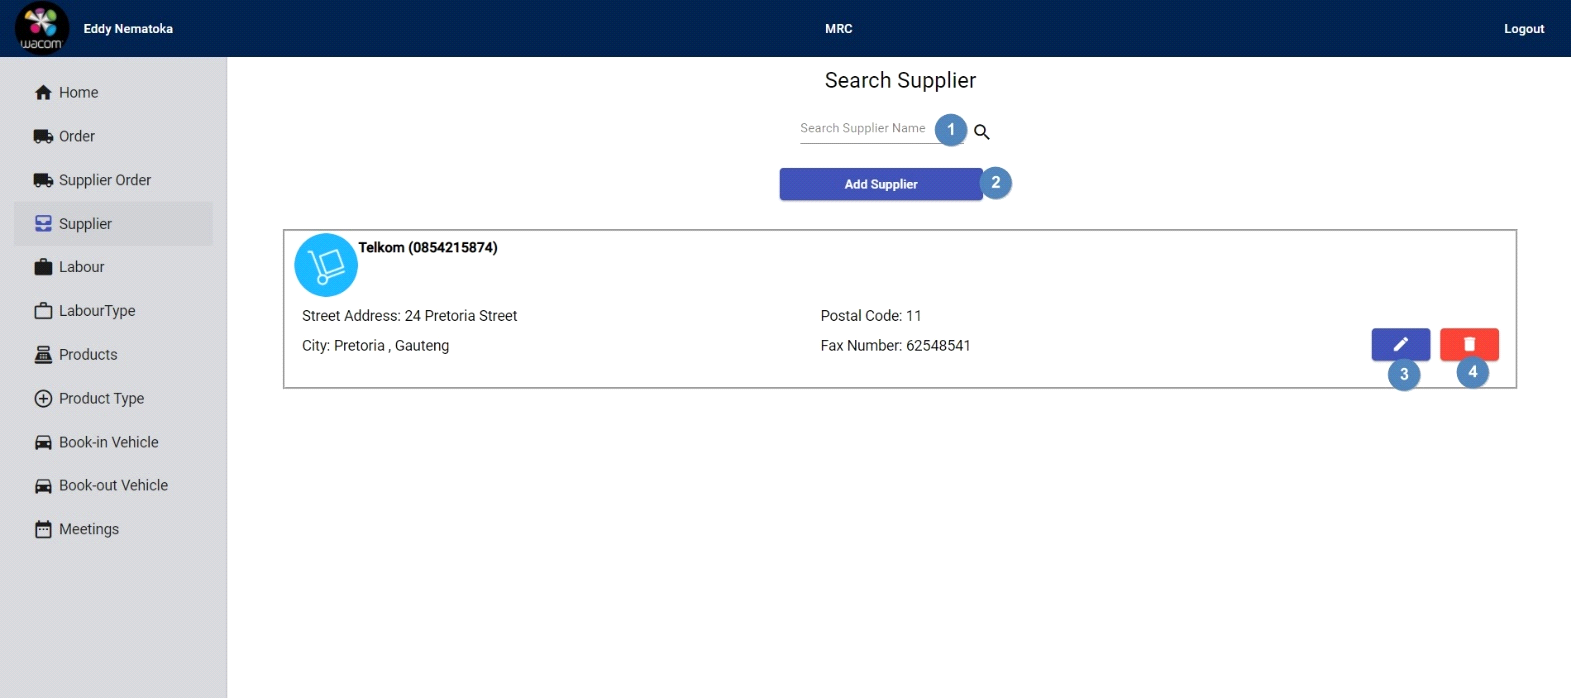 wacom
Eddy Nematoka
MRC
Logout
Home
Order
Supplier Order
Supplier
Labour
LabourType
Products
Product Type
Book-in Vehicle
Book-out Vehicle
Meetings
Search Supplier
Search Supplier Name
1
Add Supplier
2
Telkom (0854215874)
Street Address: 24 Pretoria Street
Postal Code: 11
City: Pretoria , Gauteng
Fax Number: 62548541
3
4